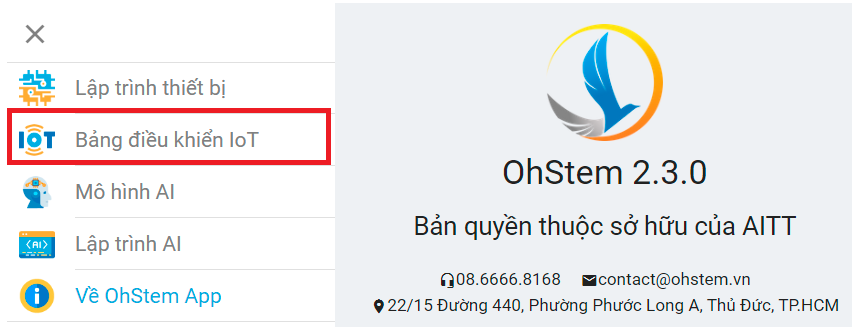 Lập trình thiết bị
IOT Bảng điều khiển IoT
Mô hình AI
<AI> Lập trình AI
Về OhStem App
OhStem 2.3.0
Bản quyền thuộc sở hữu của AITT
08.6666.8168 contact@ohstem.vn
22/15 Đường 440, Phường Phước Long A, Thủ Đức, TP.HCM